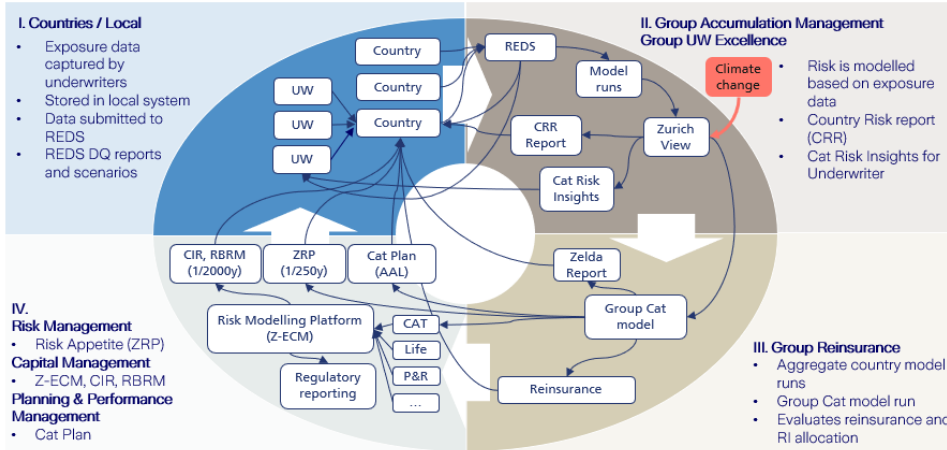 I. Countries / Local
• Exposure data
captured by
underwriters
• Stored in local system
• Data submitted to
REDS
• REDS DQ reports
and scenarios
UW
UW
UW
Country
Country
Country
REDS
Model
runs
Zurich
View
CRR
Report
Cat Risk
Insights
Climate
change
II. Group Accumulation Management
Group UW Excellence
• Risk is modelled
based on exposure
data
• Country Risk report
(CRR)
• Cat Risk Insights for
Underwriter
CIR, RBRM
(1/2000y)
ZRP
(1/250y)
Cat Plan
(AAL)
Risk Modelling Platform
(Z-ECM)
Regulatory
reporting
CAT
Life
P&R
...
Zelda
Report
Group Cat
model
Reinsurance
IV.
Risk Management
• Risk Appetite (ZRP)
Capital Management
• Z-ECM, CIR, RBRM
Planning & Performance
Management
• Cat Plan
III. Group Reinsurance
• Aggregate country model
runs
• Group Cat model run
• Evaluates reinsurance and
RI allocation